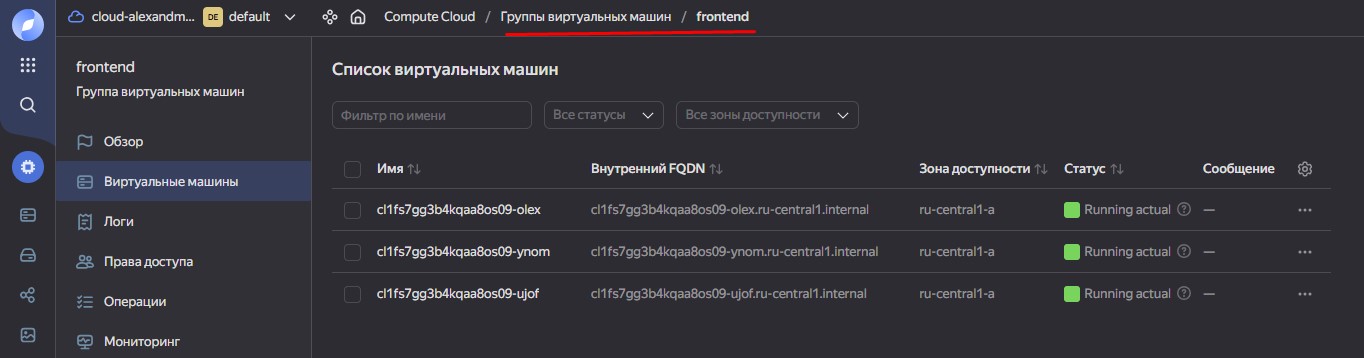 cloud-alexandm... DE default Compute Cloud / Группы виртуальных машин / frontend
frontend
Группа виртуальных машин
Обзор
Виртуальные машины
Логи
Права доступа
Операции
Мониторинг
Список виртуальных машин
Фильтр по имени Все статусы Все зоны доступности
Имя Внутренний FQDN Зона доступности Статус Сообщение
cl1fs7gg3b4kqaa8os09-olex cl1fs7gg3b4kqaa8os09-olex.ru-central1.internal ru-central1-a Running actual —
cl1fs7gg3b4kqaa8os09-ynom cl1fs7gg3b4kqaa8os09-ynom.ru-central1.internal ru-central1-a Running actual —
cl1fs7gg3b4kqaa8os09-ujof cl1fs7gg3b4kqaa8os09-ujof.ru-central1.internal ru-central1-a Running actual —